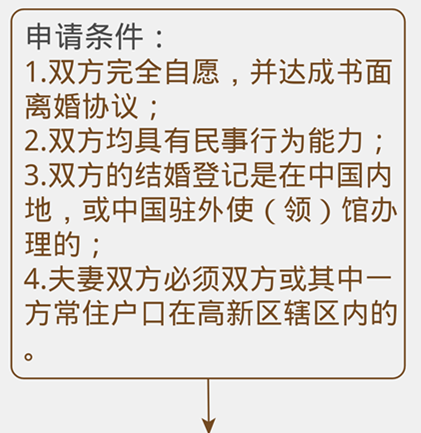 申请条件：
1.双方完全自愿，并达成书面
离婚协议；
2.双方均具有民事行为能力；
3.双方的结婚登记是在中国内
地，或中国驻外使（领）馆办
理的；
4.夫妻双方必须双方或其中一
方常住户口在高新区辖区内的
。